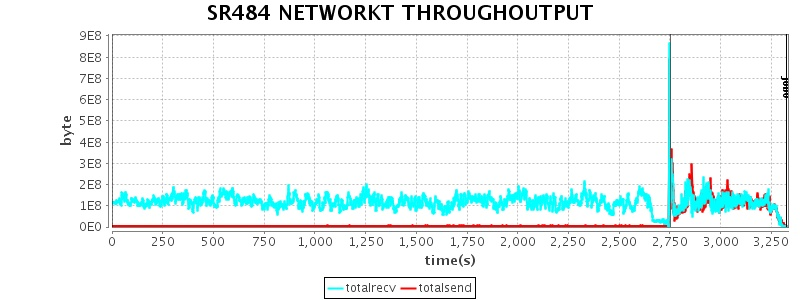 SR484 NETWORKT THROUGHOUTPUT
9E8
8E8
7E8
6E8
5E8
4E8
3E8
2E8
1E8
0E0
byte
0 250 500 750 1,000 1,250 1,500 1,750 2,000 2,250 2,500 2,750 3,000 3,250
time(s)
totalrecv totalsend